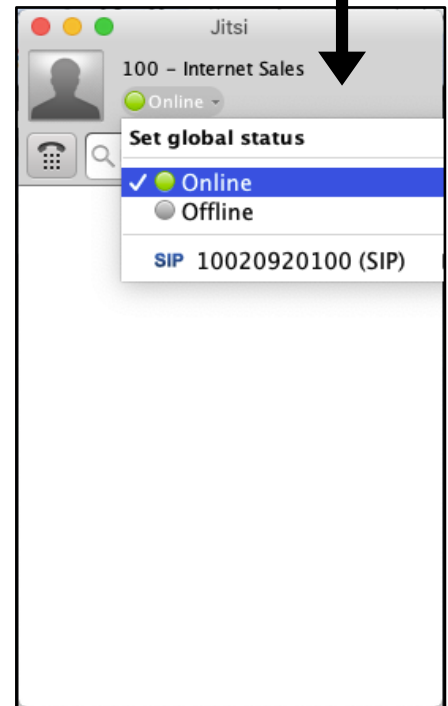 Jitsi
100 – Internet Sales
Online
Set global status
Online
Offline
SIP 10020920100 (SIP)